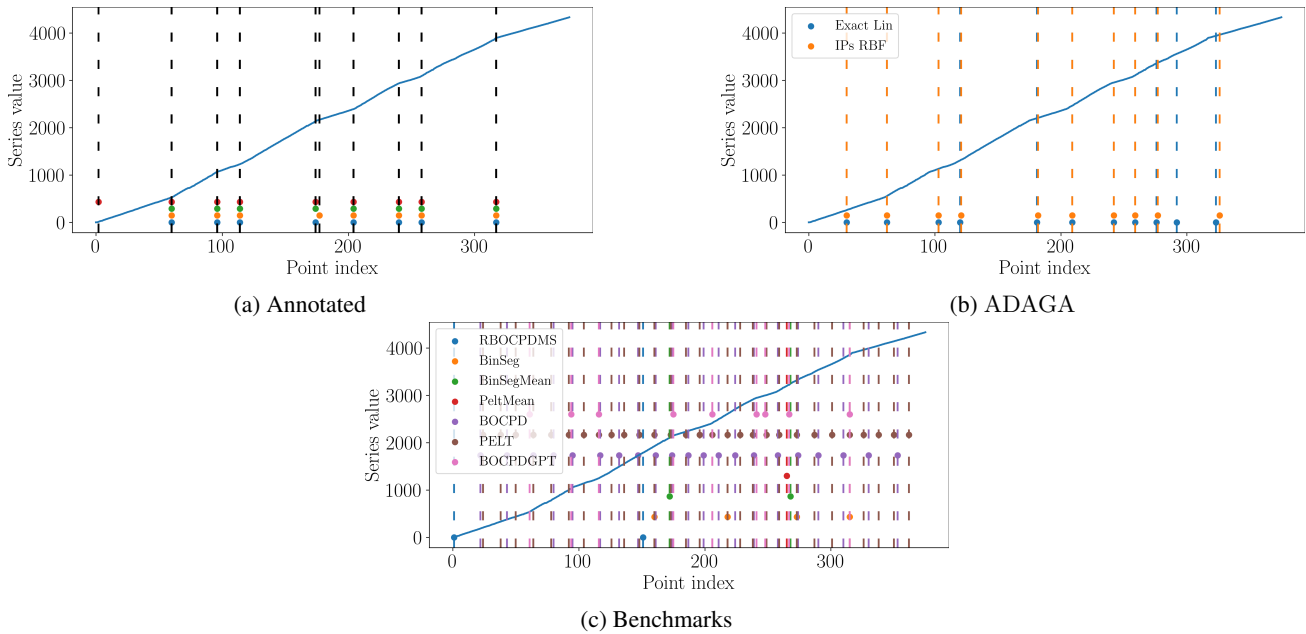 4000
3000
2000
1000
0
Series value
0 100 200 300
Point index
(a) Annotated
Exact Lin
IPs RBF
4000
3000
2000
1000
0
Series value
0 100 200 300
Point index
(b) ADAGA
RBOCPDMS
BinSeg
BinSegMean
PeltMean
BOCPD
PELT
BOCPDGPT
4000
3000
2000
1000
0
Series value
0 100 200 300
Point index
(c) Benchmarks